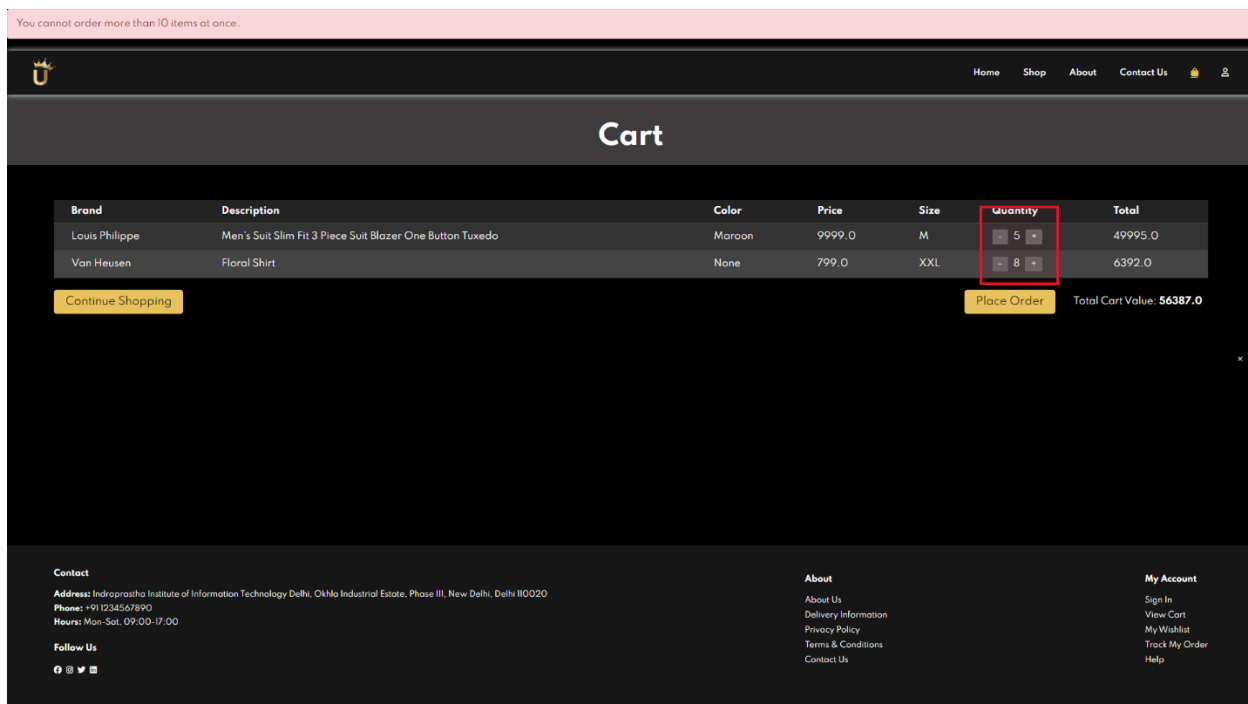 You cannot order more than 10 items at once.
U
Home Shop About Contact Us
Cart
Brand Description Color Price Size Quantity Total
Louis Philippe Men's Suit Slim Fit 3 Piece Suit Blazer One Button Tuxedo Maroon 9999.0 M - 5 + 49995.0
Van Heusen Floral Shirt None 799.0 XXL - 8 + 6392.0
Continue Shopping Place Order Total Cart Value: 56387.0
×
Contact
Address: Indraprastha Institute of Information Technology Delhi, Okhla Industrial Estate, Phase III, New Delhi, Delhi 110020
Phone: +91 1234567890
Hours: Mon-Sat, 09:00-17:00
Follow Us
About
About Us
Delivery Information
Privacy Policy
Terms & Conditions
Contact Us
My Account
Sign In
View Cart
My Wishlist
Track My Order
Help